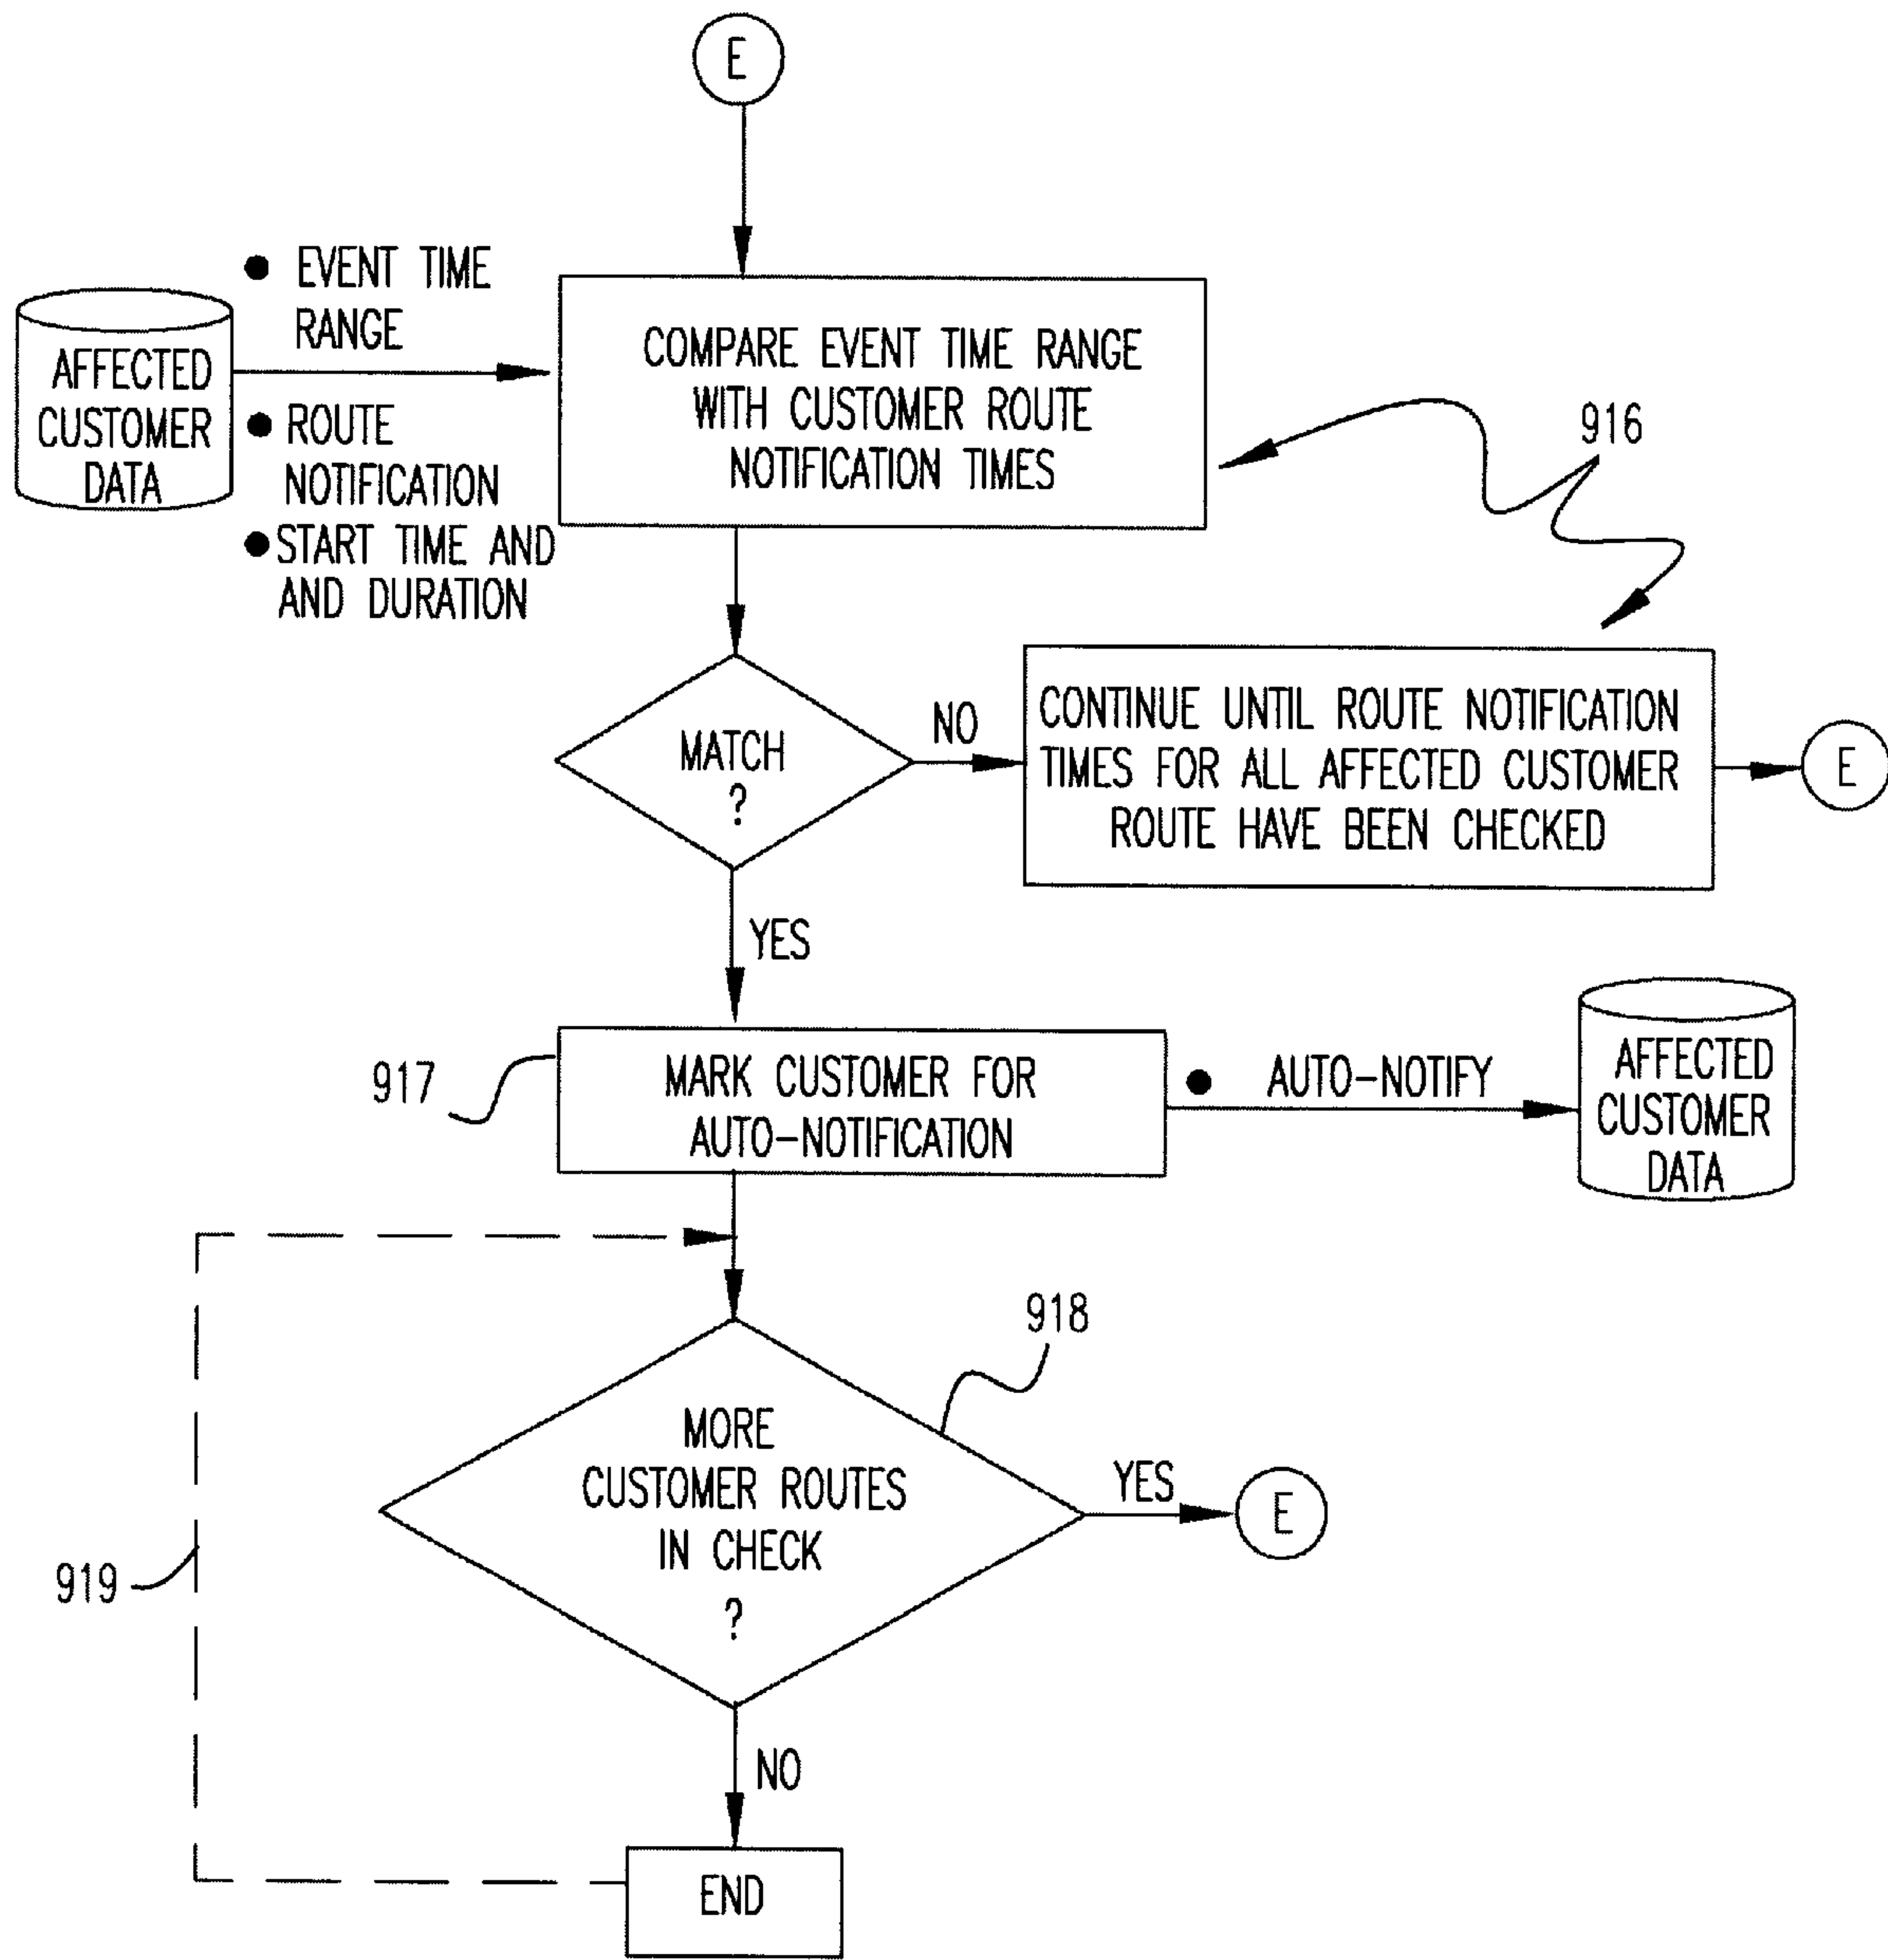 E
● EVENT TIME
RANGE
● ROUTE
NOTIFICATION
● START TIME AND
AND DURATION
AFFECTED
CUSTOMER
DATA
COMPARE EVENT TIME RANGE
WITH CUSTOMER ROUTE
NOTIFICATION TIMES
916
MATCH
?
NO
CONTINUE UNTIL ROUTE NOTIFICATION
TIMES FOR ALL AFFECTED CUSTOMER
ROUTE HAVE BEEN CHECKED
E
YES
917
MARK CUSTOMER FOR
AUTO-NOTIFICATION
● AUTO-NOTIFY
AFFECTED
CUSTOMER
DATA
918
MORE
CUSTOMER ROUTES
IN CHECK
?
YES
E
919
NO
END